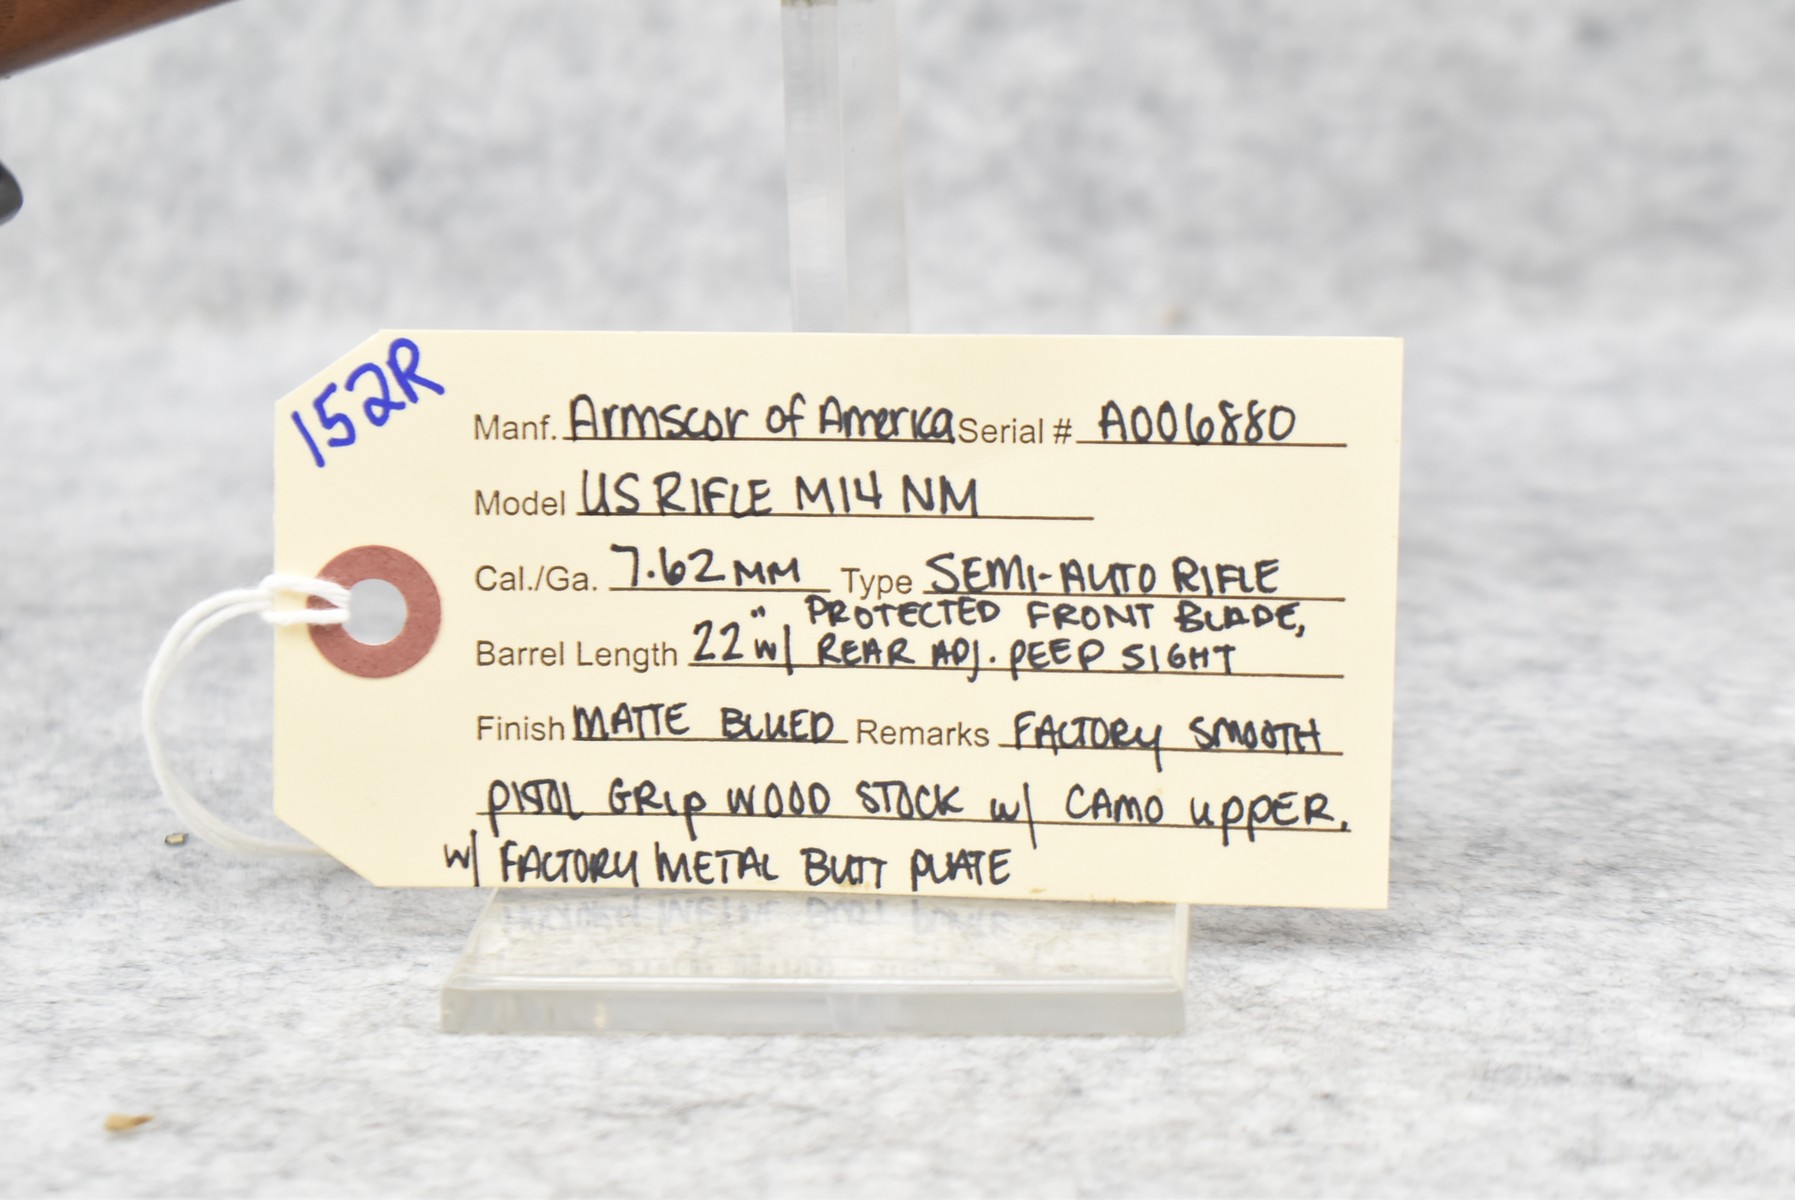 152R
Manf. Armscor of America Serial # A006880
Model US RIFLE M14 NM
Cal./Ga. 7.62MM Type SEMI-AUTO RIFLE
PROTECTED FRONT BLADE,
Barrel Length 22" w/ REAR ADJ. PEEP SIGHT
Finish MATTE BLUED Remarks FACTORY SMOOTH
PISTOL GRIP WOOD STOCK w/ CAMO UPPER.
w/ FACTORY METAL BUTT PLATE